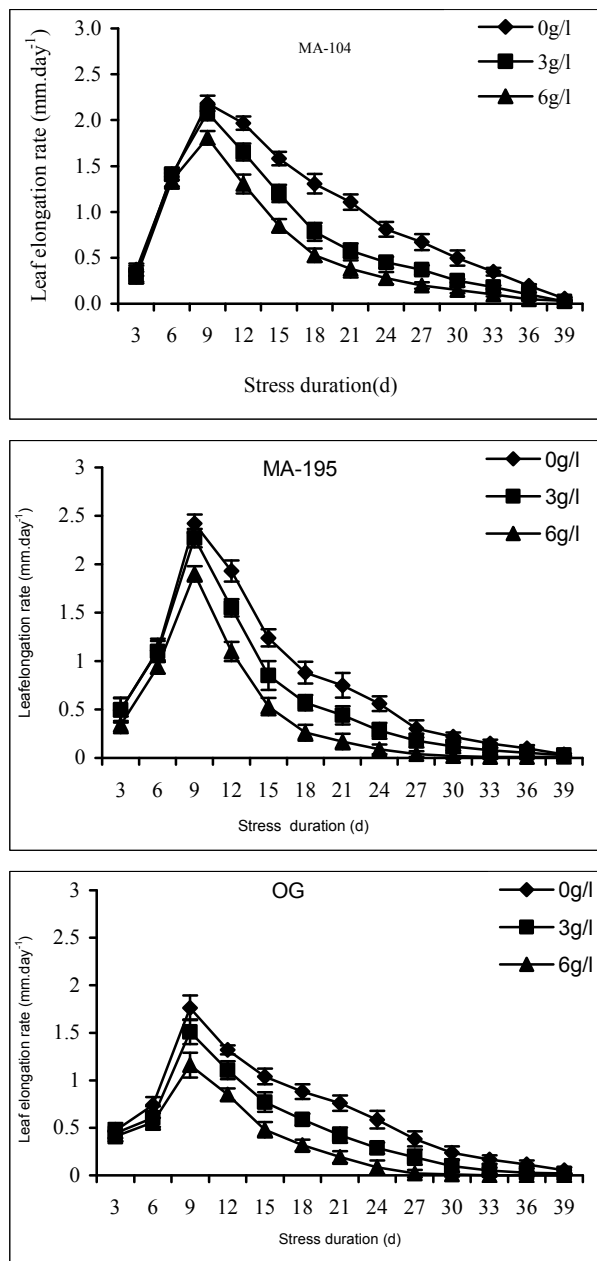 MA-104
0g/l
3g/l
6g/l
Leaf elongation rate (mm.day-1)
3.0
2.5
2.0
1.5
1.0
0.5
0.0
3 6 9 12 15 18 21 24 27 30 33 36 39
Stress duration(d)
MA-195
0g/l
3g/l
6g/l
Leafelongation rate (mm.day-1)
3
2.5
2
1.5
1
0.5
0
3 6 9 12 15 18 21 24 27 30 33 36 39
Stress duration (d)
OG
0g/l
3g/l
6g/l
Leaf elongation rate (mm.day-1)
3
2.5
2
1.5
1
0.5
0
3 6 9 12 15 18 21 24 27 30 33 36 39
Stress duration (d)